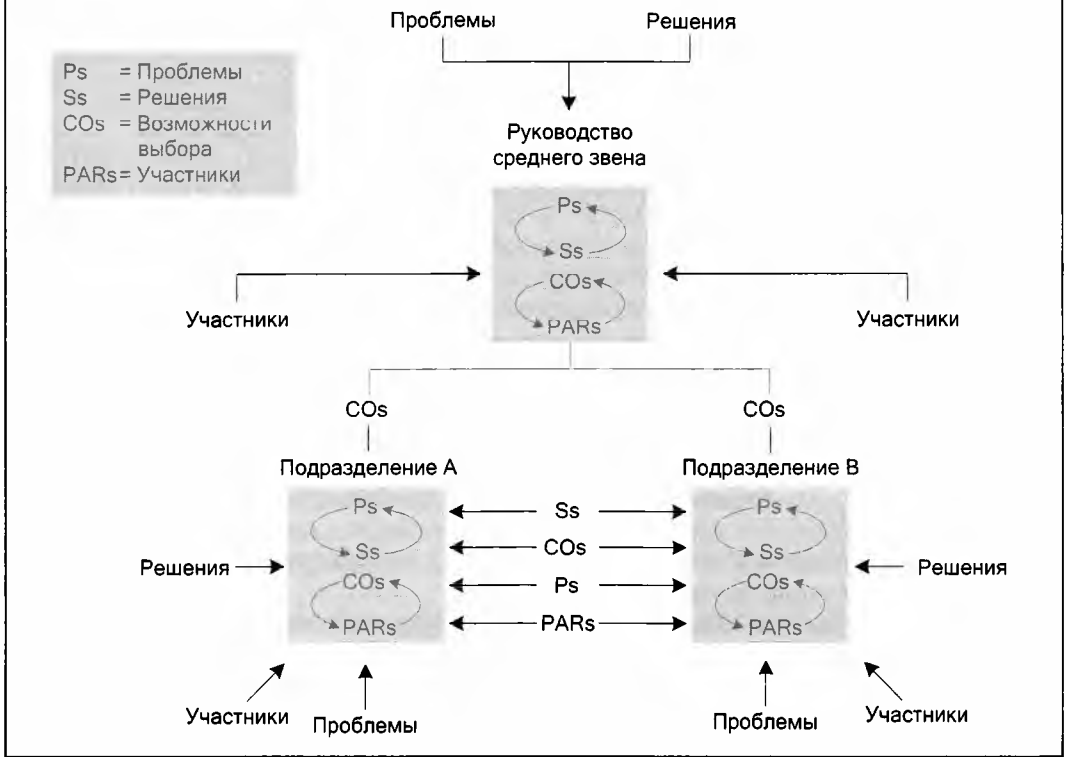 Проблемы
Решения
Ps = Проблемы
Ss = Решения
COs = Возможности
выбора
PARs= Участники
Руководство
среднего звена
Ps
Ss
COs
PARs
Участники
Участники
COs
COs
Подразделение А
Подразделение В
Ps
Ss
COs
PARs
Ss
COs
Ps
PARs
Ps
Ss
COs
PARs
Решения
Решения
Участники
Проблемы
Проблемы
Участники